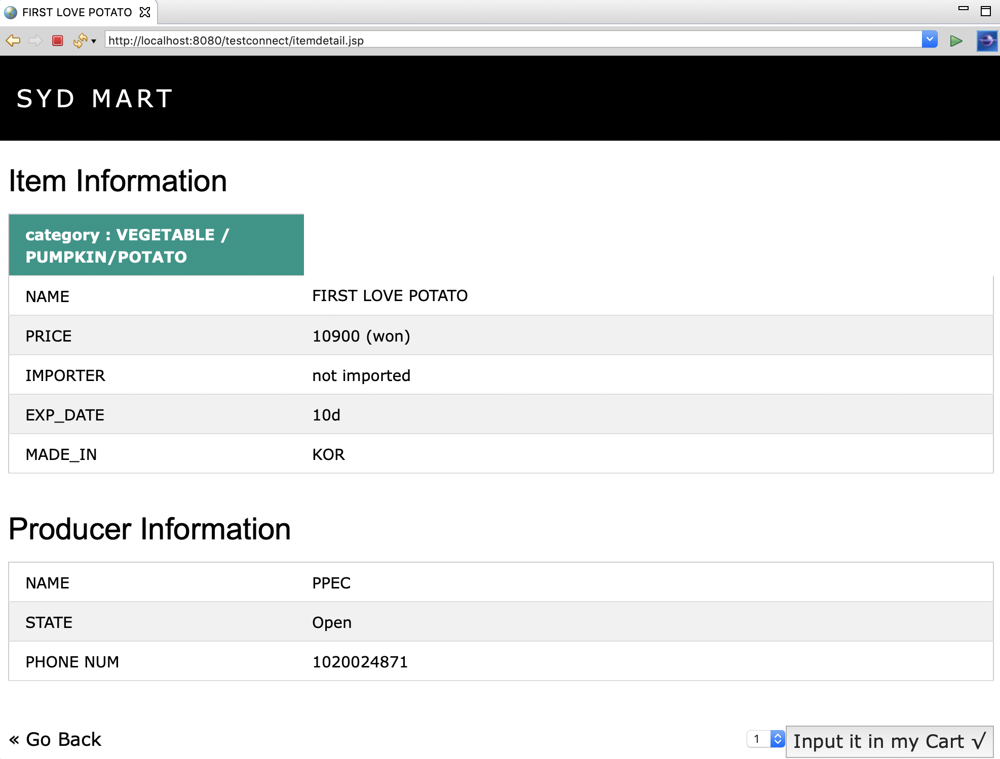 FIRST LOVE POTATO
http://localhost:8080/testconnect/itemdetail.jsp
SYD MART
Item Information
category : VEGETABLE /
PUMPKIN/POTATO
NAME FIRST LOVE POTATO
PRICE 10900 (won)
IMPORTER not imported
EXP_DATE 10d
MADE_IN KOR
Producer Information
NAME PPEC
STATE Open
PHONE NUM 1020024871
« Go Back 1 Input it in my Cart √